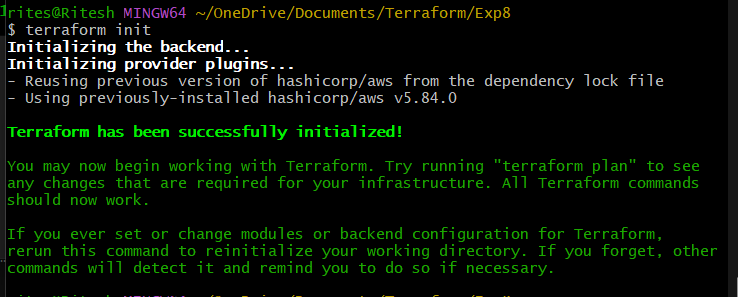 rites@Ritesh MINGW64 ~/OneDrive/Documents/Terraform/Exp8
$ terraform init
Initializing the backend...
Initializing provider plugins...
- Reusing previous version of hashicorp/aws from the dependency lock file
- Using previously-installed hashicorp/aws v5.84.0
Terraform has been successfully initialized!
You may now begin working with Terraform. Try running "terraform plan" to see
any changes that are required for your infrastructure. All Terraform commands
should now work.
If you ever set or change modules or backend configuration for Terraform,
rerun this command to reinitialize your working directory. If you forget, other
commands will detect it and remind you to do so if necessary.